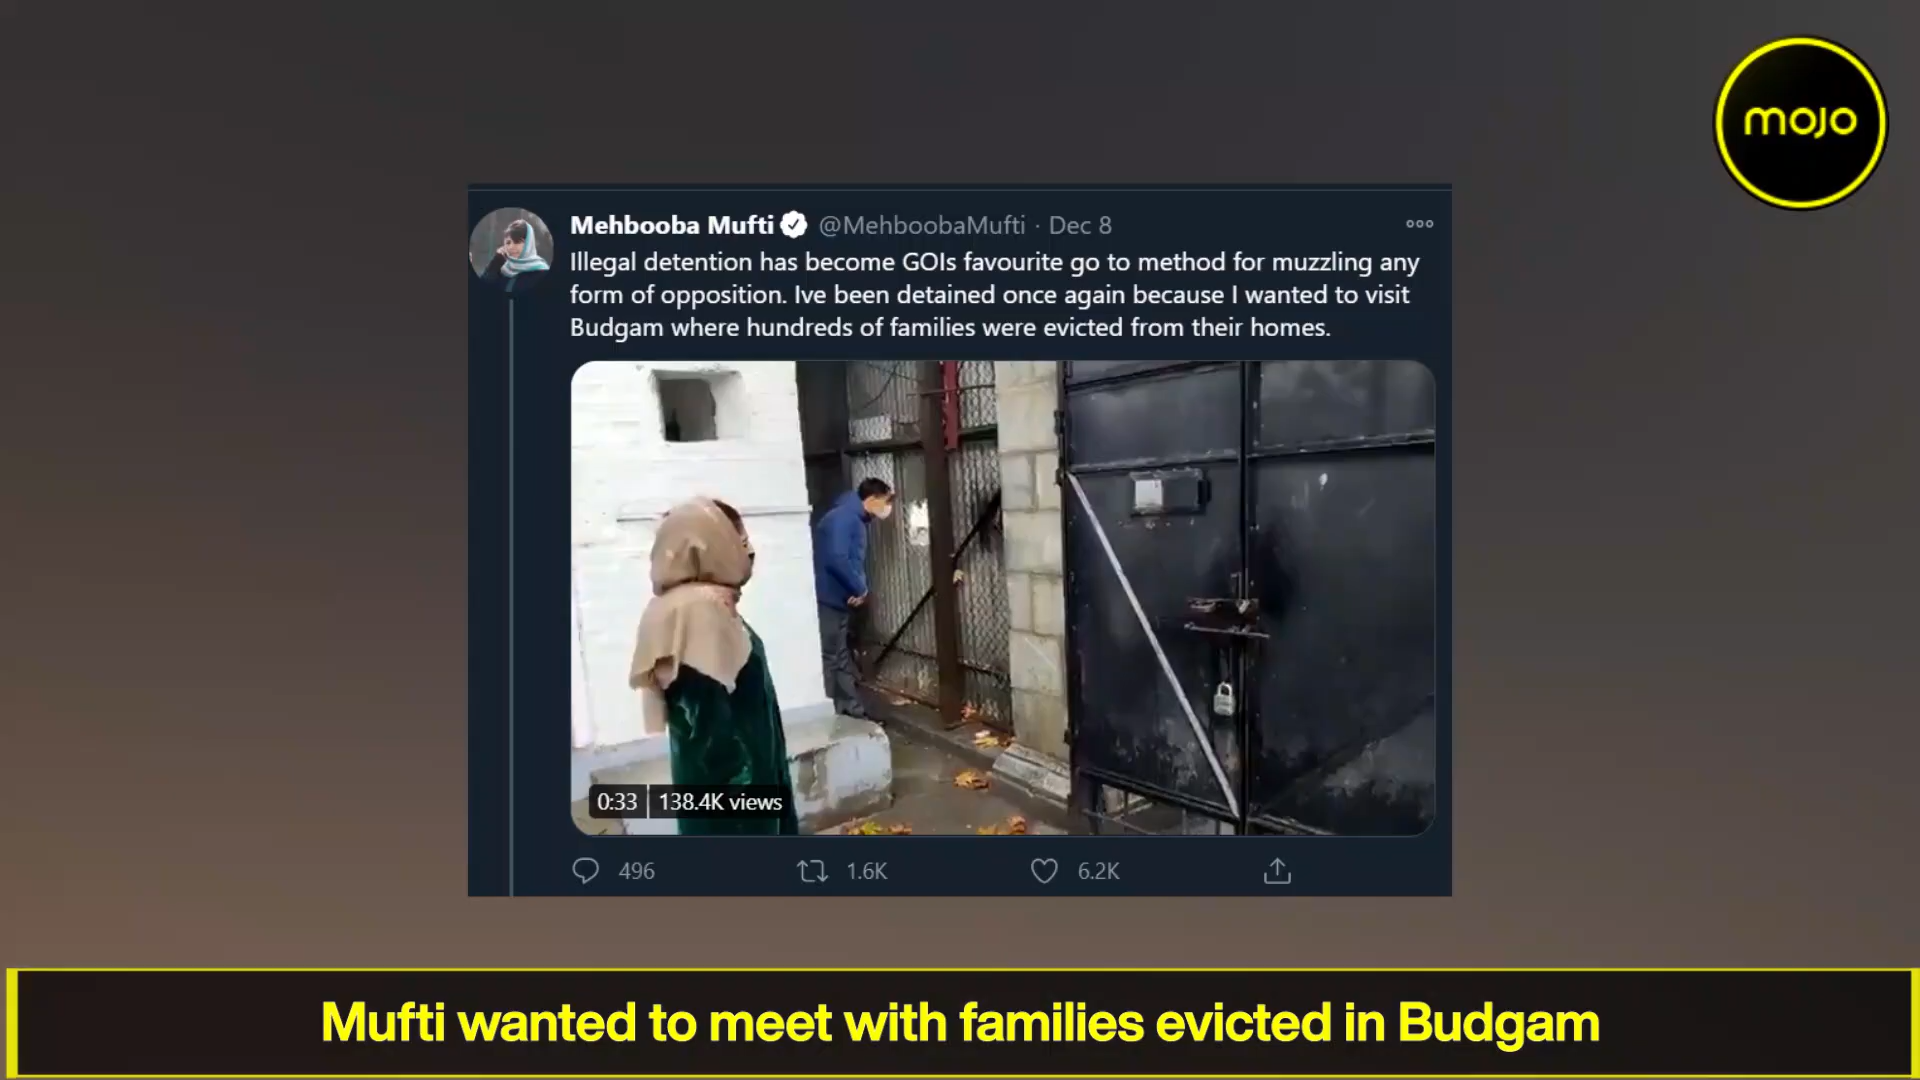 mojo
Mehbooba Mufti @MehboobaMufti · Dec 8
Illegal detention has become GOIs favourite go to method for muzzling any
form of opposition. Ive been detained once again because I wanted to visit
Budgam where hundreds of families were evicted from their homes.
0:33 138.4K views
496 1.6K 6.2K
Mufti wanted to meet with families evicted in Budgam